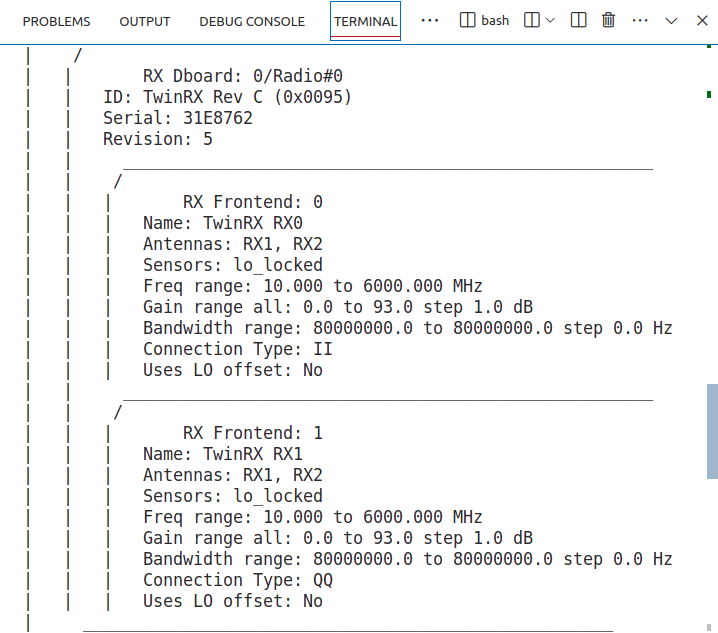 PROBLEMS OUTPUT DEBUG CONSOLE TERMINAL ··· bash ···
| /
| | RX Dboard: 0/Radio#0
| | ID: TwinRX Rev C (0x0095)
| | Serial: 31E8762
| | Revision: 5
| | _____________________________________________________
| | /
| | | RX Frontend: 0
| | | Name: TwinRX RX0
| | | Antennas: RX1, RX2
| | | Sensors: lo_locked
| | | Freq range: 10.000 to 6000.000 MHz
| | | Gain range all: 0.0 to 93.0 step 1.0 dB
| | | Bandwidth range: 80000000.0 to 80000000.0 step 0.0 Hz
| | | Connection Type: II
| | | Uses LO offset: No
| | _____________________________________________________
| | /
| | | RX Frontend: 1
| | | Name: TwinRX RX1
| | | Antennas: RX1, RX2
| | | Sensors: lo_locked
| | | Freq range: 10.000 to 6000.000 MHz
| | | Gain range all: 0.0 to 93.0 step 1.0 dB
| | | Bandwidth range: 80000000.0 to 80000000.0 step 0.0 Hz
| | | Connection Type: QQ
| | | Uses LO offset: No
| _____________________________________________________